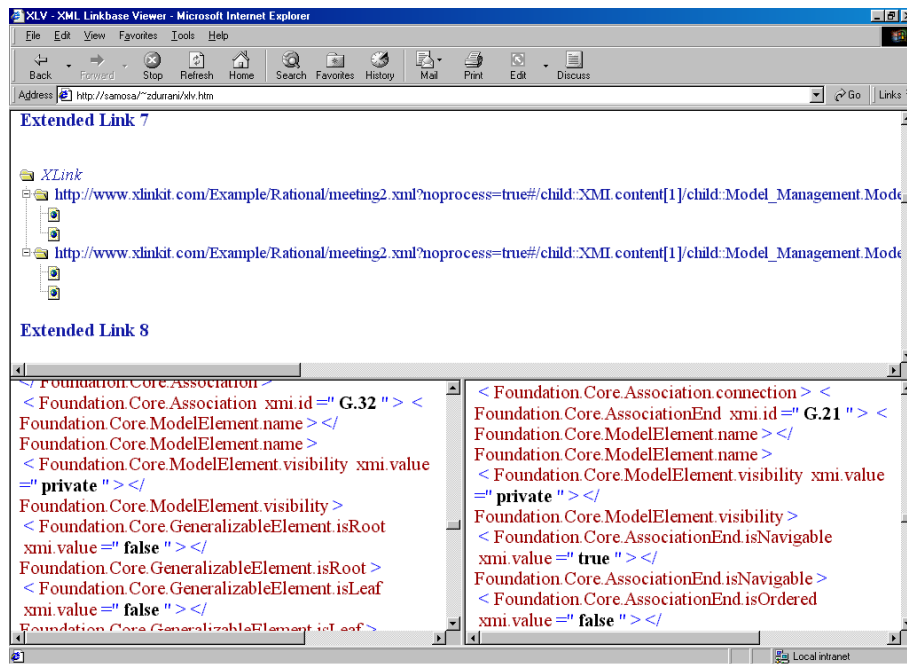 XLV - XML Linkbase Viewer - Microsoft Internet Explorer
File Edit View Favorites Tools Help
Back Forward Stop Refresh Home Search Favorites History Mail Print Edit Discuss
Address http://samosa/~zdurrani/xlv.htm Go Links
Extended Link 7
XLink
http://www.xlinkit.com/Example/Rational/meeting2.xml?noprocess=true#/child::XMI.content[1]/child::Model_Management.Mode
http://www.xlinkit.com/Example/Rational/meeting2.xml?noprocess=true#/child::XMI.content[1]/child::Model_Management.Mode
Extended Link 8
</ Foundation.Core.Association >
< Foundation.Core.Association xmi.id =" G.32 " > <
Foundation.Core.ModelElement.name > </
Foundation.Core.ModelElement.name >
< Foundation.Core.ModelElement.visibility xmi.value
=" private " > </
Foundation.Core.ModelElement.visibility >
< Foundation.Core.GeneralizableElement.isRoot
xmi.value =" false " > </
Foundation.Core.GeneralizableElement.isRoot >
< Foundation.Core.GeneralizableElement.isLeaf
xmi.value =" false " > </
Foundation.Core.GeneralizableElement.isLeaf >
< Foundation.Core.Association.connection > <
Foundation.Core.AssociationEnd xmi.id =" G.21 " > <
Foundation.Core.ModelElement.name > </
Foundation.Core.ModelElement.name >
< Foundation.Core.ModelElement.visibility xmi.value
=" private " > </
Foundation.Core.ModelElement.visibility >
< Foundation.Core.AssociationEnd.isNavigable
xmi.value =" true " > </
Foundation.Core.AssociationEnd.isNavigable >
< Foundation.Core.AssociationEnd.isOrdered
xmi.value =" false " > </
Local intranet